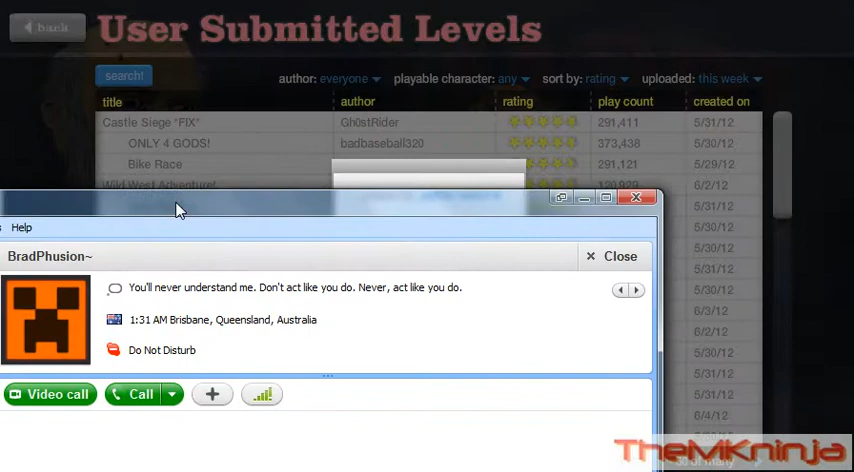 back
User Submitted Levels
search!
author: everyone playable character: any sort by: rating uploaded: this week
title author rating play count created on
Castle Siege *FIX* Gh0stRider 291,411 5/31/12
ONLY 4 GODS! badbaseball320 373,438 5/30/12
Bike Race 291,121 5/29/12
Wild West Adventure! 6/2/12
5/31/12
5/30/12
Help
5/30/12
BradPhusion~ Close
5/31/12
You'll never understand me. Don't act like you do. Never, act like you do.
5/30/12
6/3/12
1:31 AM Brisbane, Queensland, Australia
6/2/12
Do Not Disturb
5/30/12
5/31/12
Video call Call
5/31/12
6/4/12
TheMKninja
of many